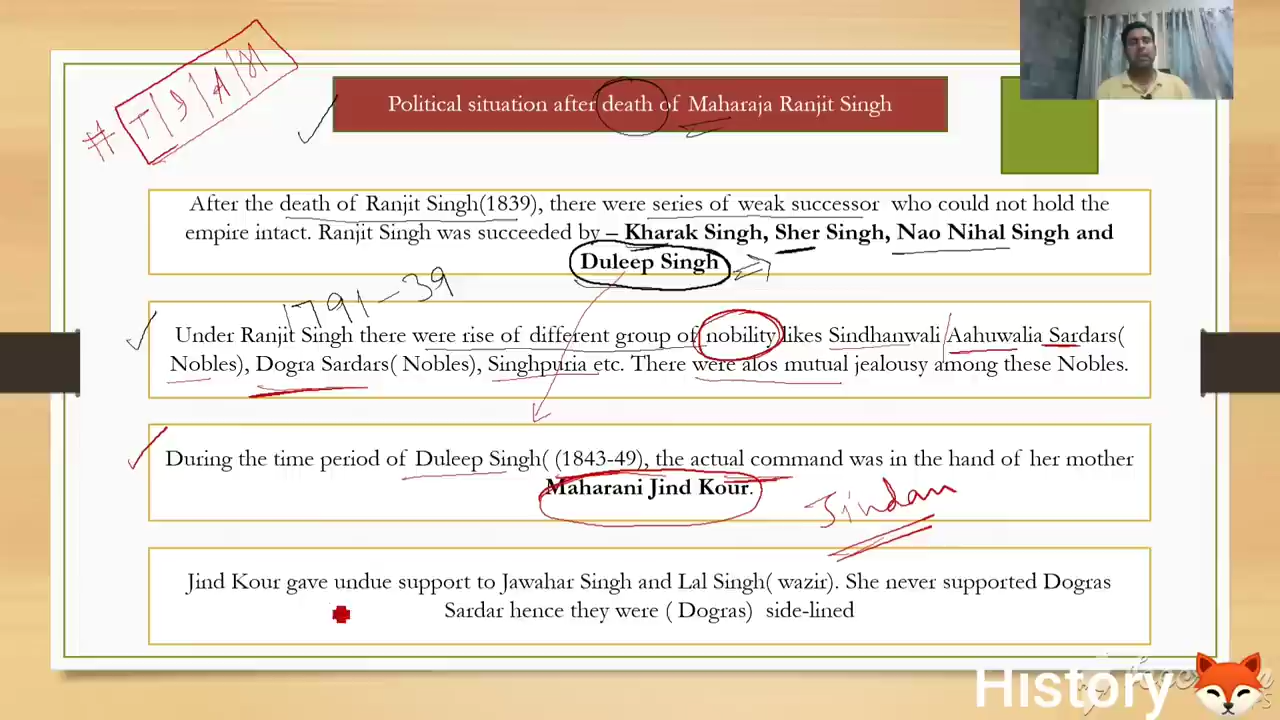 # T | S | A | M
Political situation after death of Maharaja Ranjit Singh
After the death of Ranjit Singh(1839), there were series of weak successor who could not hold the
empire intact. Ranjit Singh was succeeded by – Kharak Singh, Sher Singh, Nao Nihal Singh and
Duleep Singh
1791-39
Under Ranjit Singh there were rise of different group of nobility likes Sindhanwali Aahuwalia Sardars(
Nobles), Dogra Sardars( Nobles), Singhpuria etc. There were alos mutual jealousy among these Nobles.
During the time period of Duleep Singh( (1843-49), the actual command was in the hand of her mother
Maharani Jind Kour.
Jindan
Jind Kour gave undue support to Jawahar Singh and Lal Singh( wazir). She never supported Dogras
Sardar hence they were ( Dogras) side-lined
History